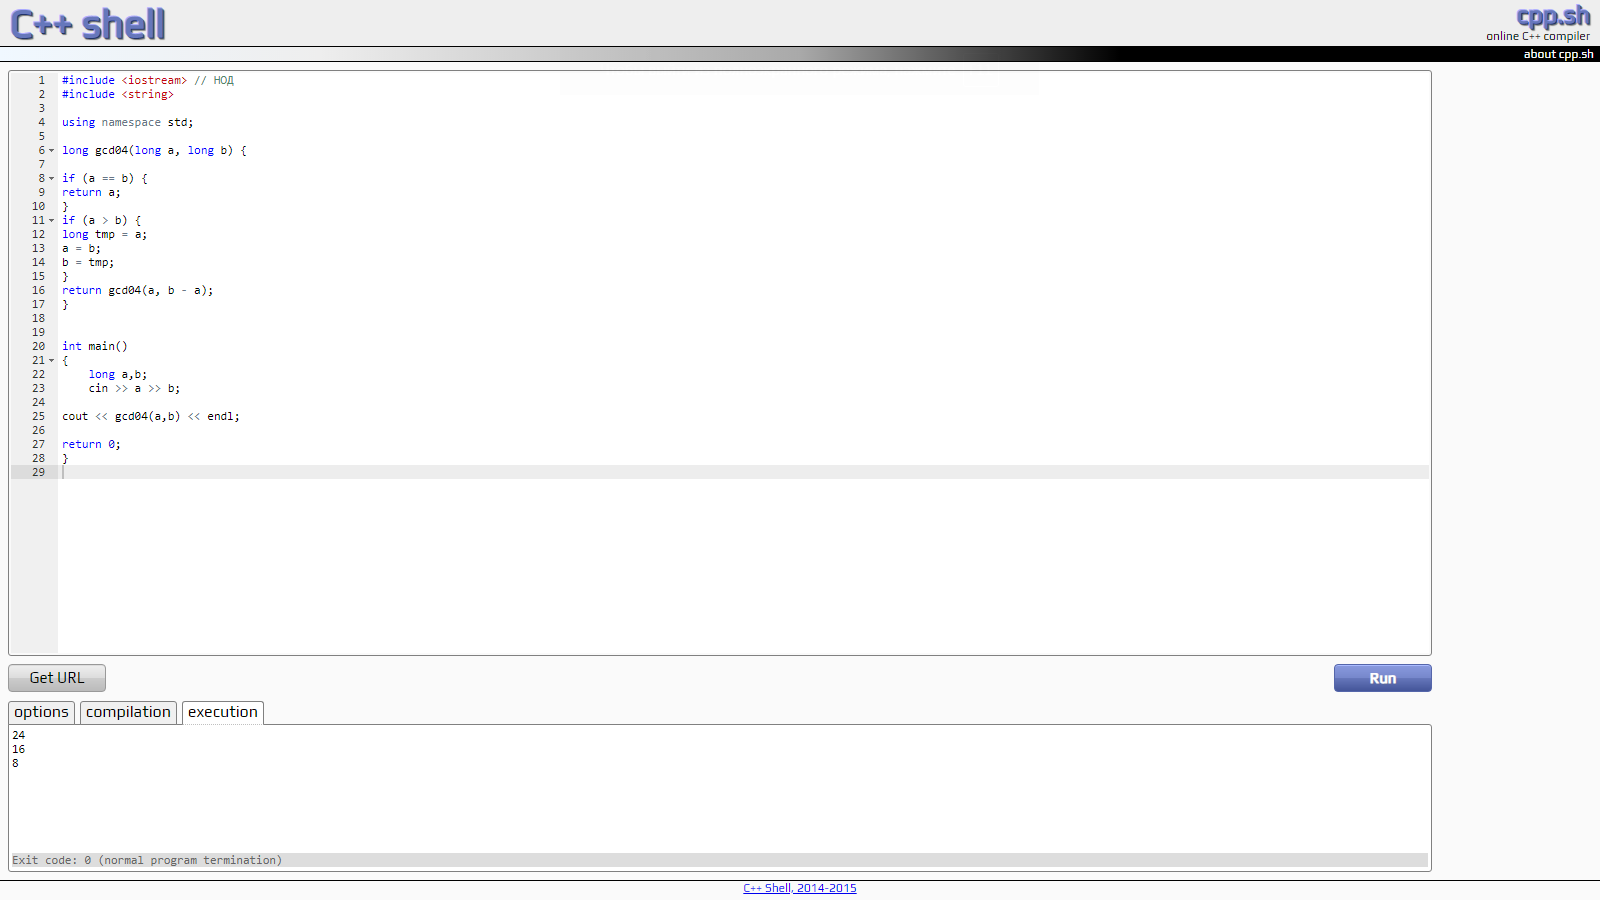 C++ shell
cpp.sh
online C++ compiler
about cpp.sh
1 #include <iostream> // НОД
2 #include <string>
3
4 using namespace std;
5
6 long gcd04(long a, long b) {
7
8 if (a == b) {
9 return a;
10 }
11 if (a > b) {
12 long tmp = a;
13 a = b;
14 b = tmp;
15 }
16 return gcd04(a, b - a);
17 }
18
19
20 int main()
21 {
22     long a,b;
23     cin >> a >> b;
24
25 cout << gcd04(a,b) << endl;
26
27 return 0;
28 }
29
Get URL
Run
options compilation execution
24
16
8
Exit code: 0 (normal program termination)
C++ Shell, 2014-2015